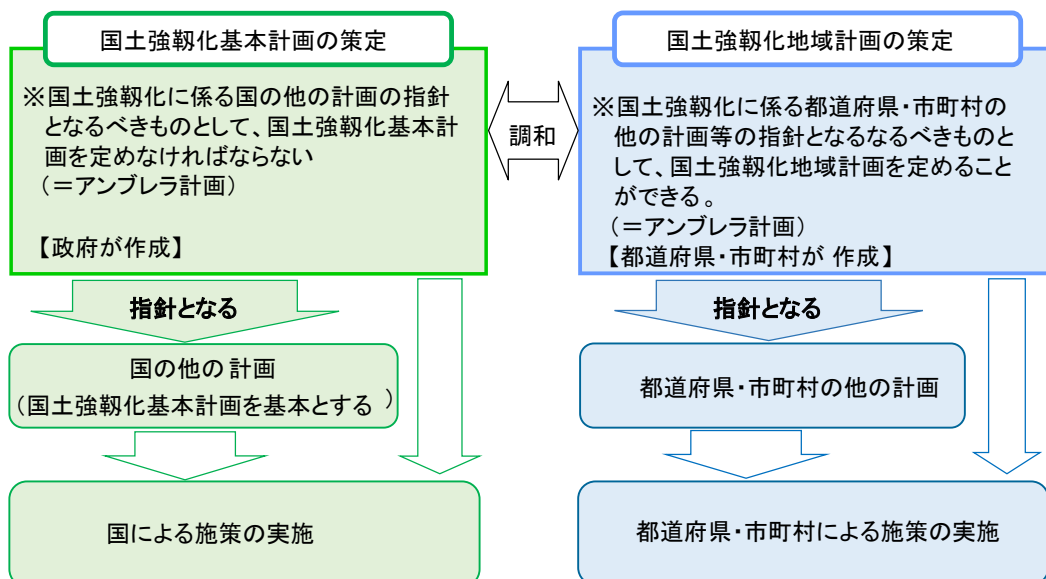 国土強靱化基本計画の策定
※国土強靱化に係る国の他の計画の指針
となるべきものとして、国土強靱化基本計
画を定めなければならない
(=アンブレラ計画)
【政府が作成】
調和
国土強靱化地域計画の策定
※国土強靱化に係る都道府県・市町村の
他の計画等の指針となるなるべきものと
して、国土強靱化地域計画を定めること
ができる。
(=アンブレラ計画)
【都道府県・市町村が 作成】
指針となる
国の他の 計画
(国土強靱化基本計画を基本とする )
国による施策の実施
指針となる
都道府県・市町村の他の計画
都道府県・市町村による施策の実施